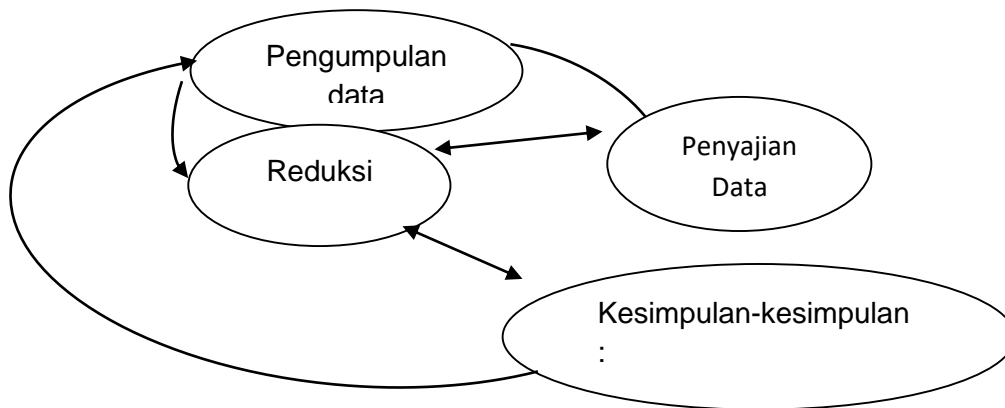 Pengumpulan
data
Reduksi
Penyajian
Data
Kesimpulan-kesimpulan
: